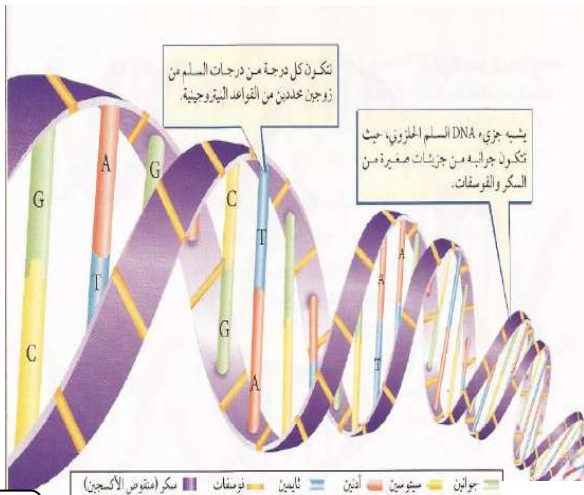 تتكون كل درجة من درجات السلم من
زوجين محددين من القواعد النيتروجينية.
يشبه جزيء DNA السلم الحلزوني، حيث
تتكون جوانبه من جزيئات صغيرة من
السكر والفوسفات.
G
A
G
C
T
T
C
G
A
A
A
T
جوانين سيتوسين أدنين ثايمين فوسفات سكر (منقوص الأكسجين)